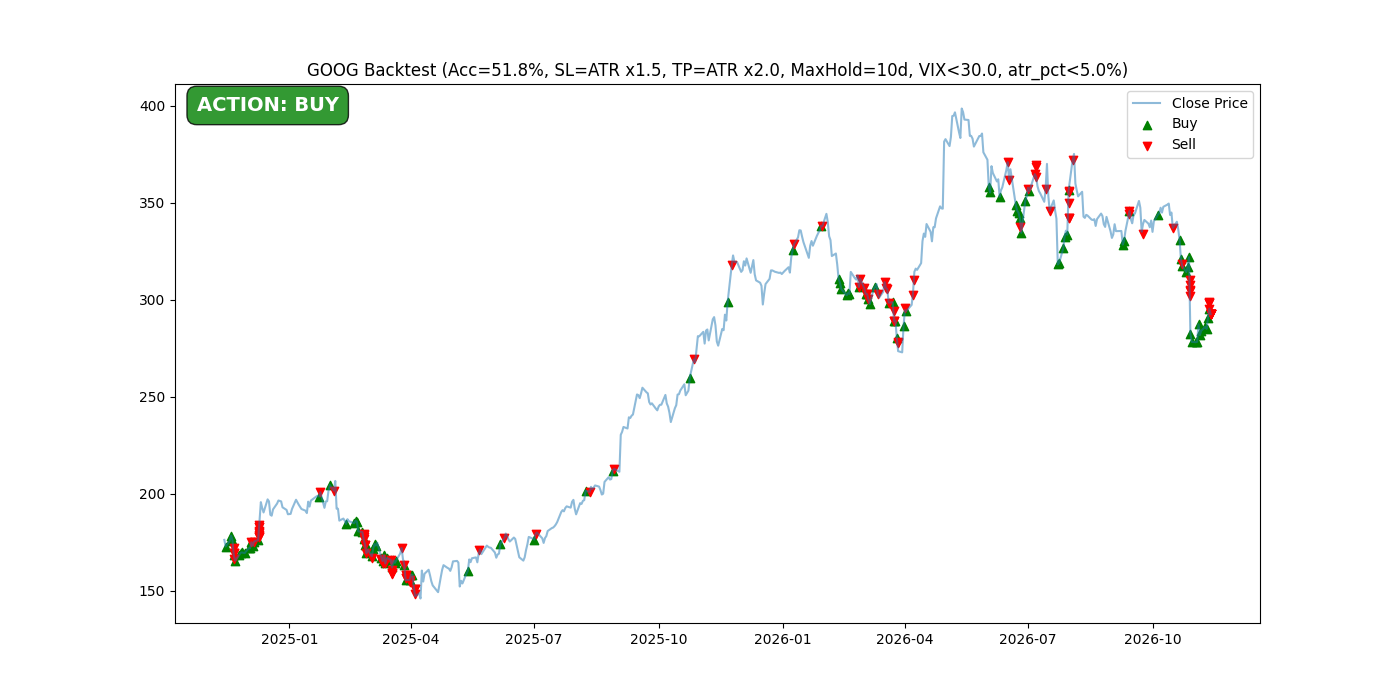 GOOG Backtest (Acc=51.8%, SL=ATR x1.5, TP=ATR x2.0, MaxHold=10d, VIX<30.0, atr_pct<5.0%)
ACTION: BUY
Close Price
Buy
Sell
400
350
300
250
200
150
2025-01
2025-04
2025-07
2025-10
2026-01
2026-04
2026-07
2026-10